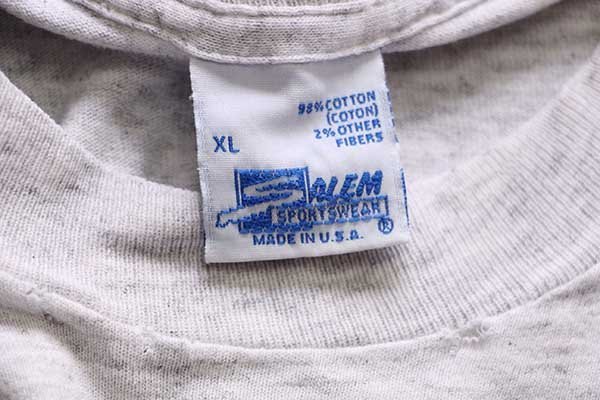 98% COTTON
(COTON)
2% OTHER
FIBERS
XL
SALEM
SPORTSWEAR
®
MADE IN U.S.A.